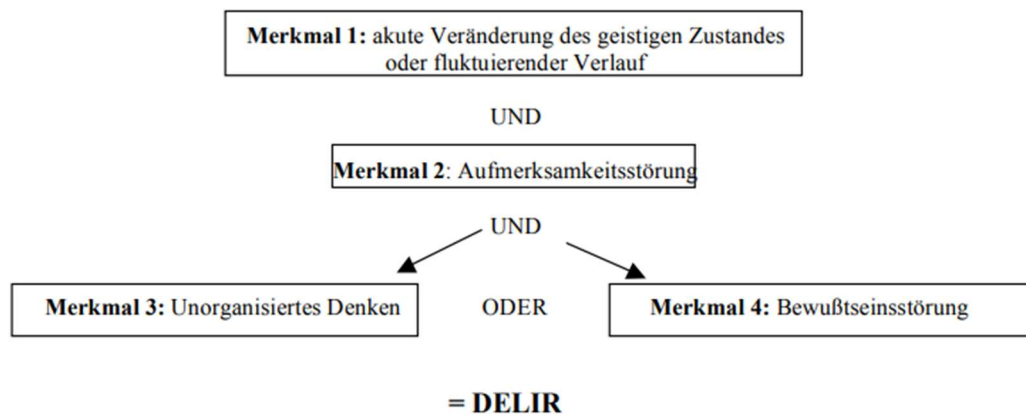 Merkmal 1: akute Veränderung des geistigen Zustandes
oder fluktuierender Verlauf
UND
Merkmal 2: Aufmerksamkeitsstörung
UND
Merkmal 3: Unorganisiertes Denken
ODER
Merkmal 4: Bewußtseinsstörung
= DELIR